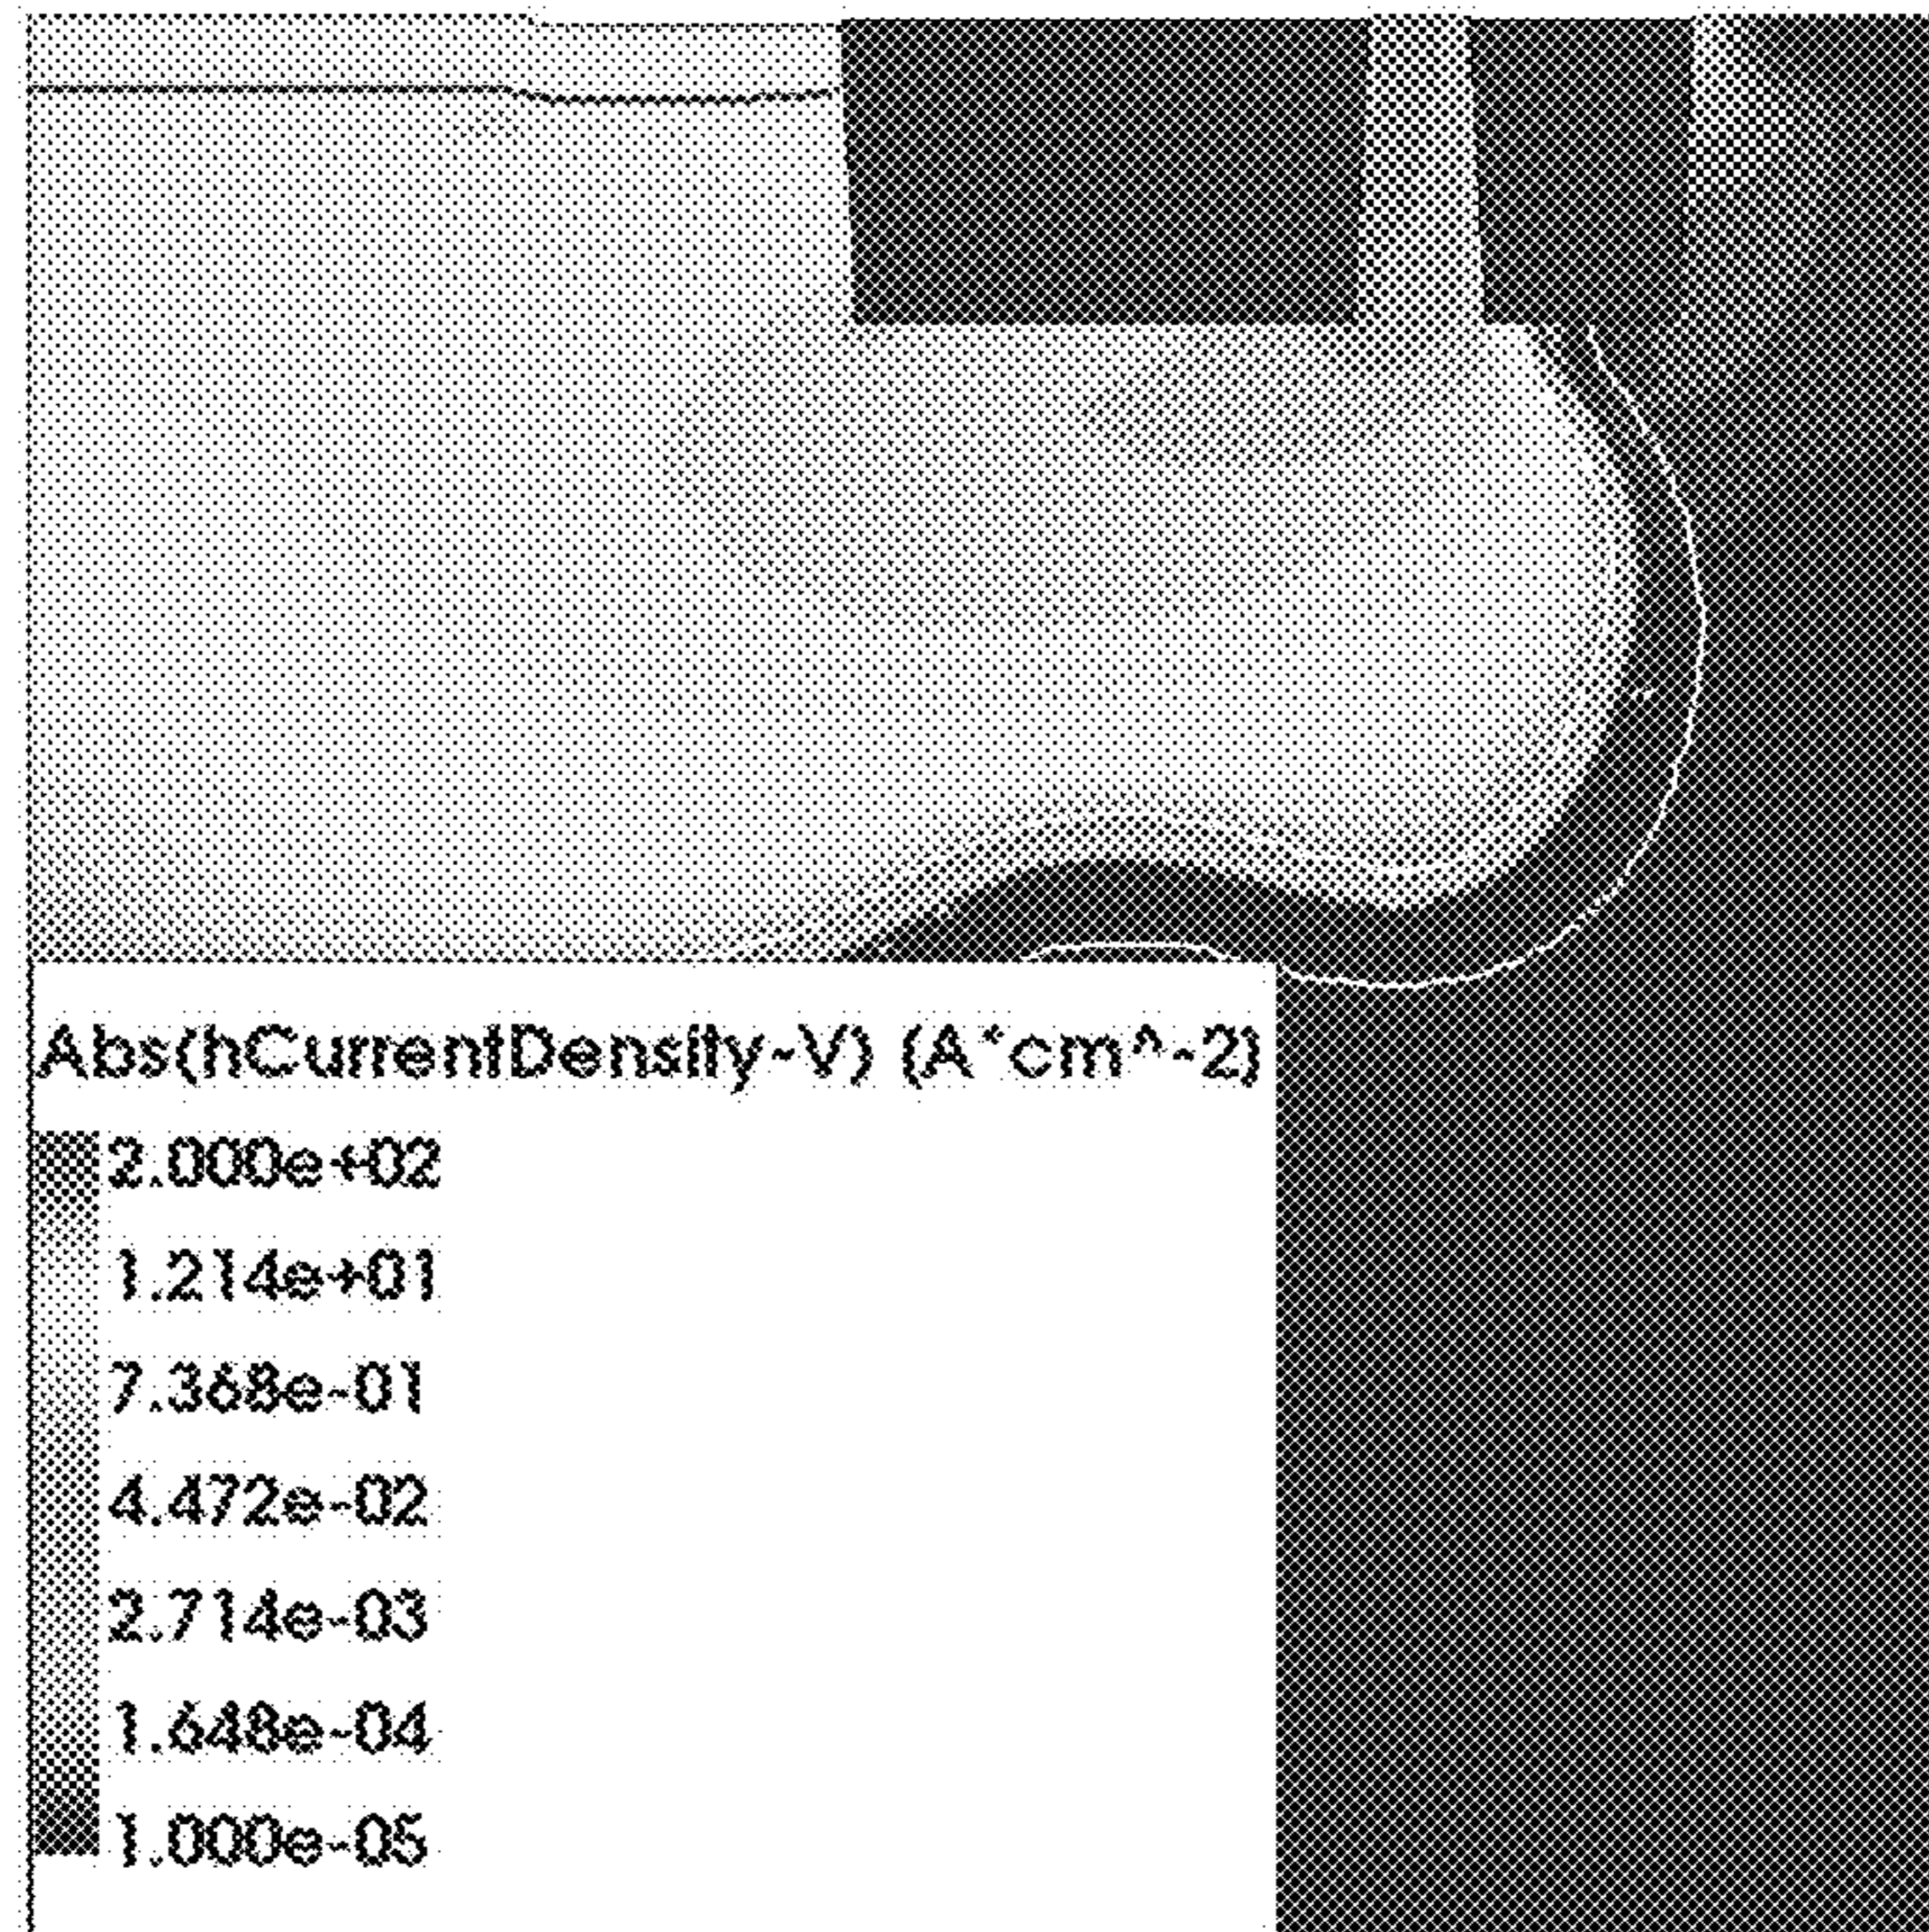 Abs(hCurrentDensity-V) (A*cm^-2)
2.000e+02
1.214e+01
7.368e-01
4.472e-02
2.714e-03
1.648e-04
1.000e-05